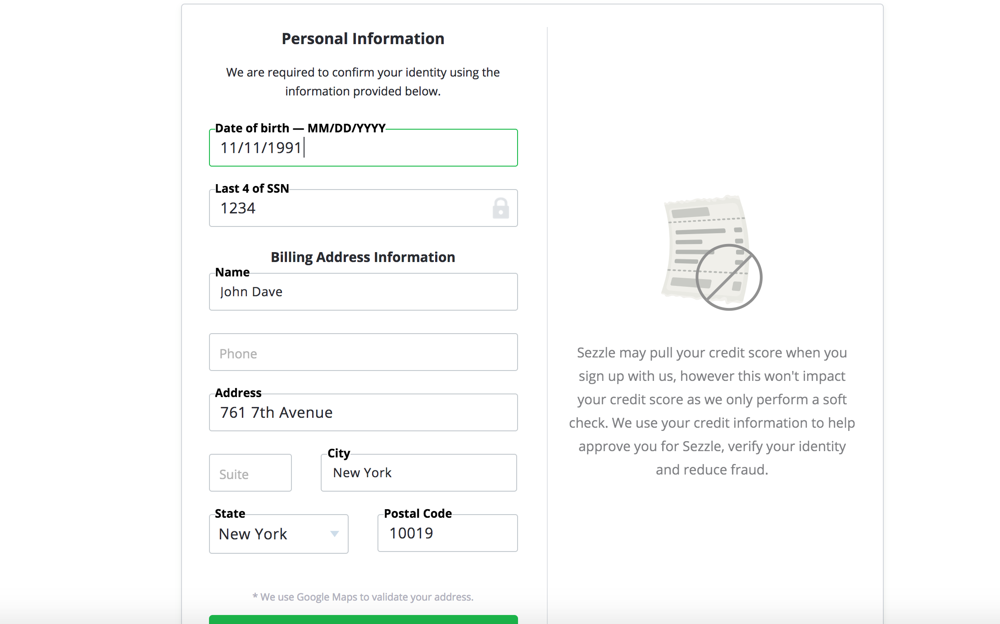 Personal Information
We are required to confirm your identity using the
information provided below.
Date of birth — MM/DD/YYYY
11/11/1991
Last 4 of SSN
1234
Billing Address Information
Name
John Dave
Phone
Address
761 7th Avenue
Suite
City
New York
State
New York
Postal Code
10019
* We use Google Maps to validate your address.
Sezzle may pull your credit score when you
sign up with us, however this won't impact
your credit score as we only perform a soft
check. We use your credit information to help
approve you for Sezzle, verify your identity
and reduce fraud.